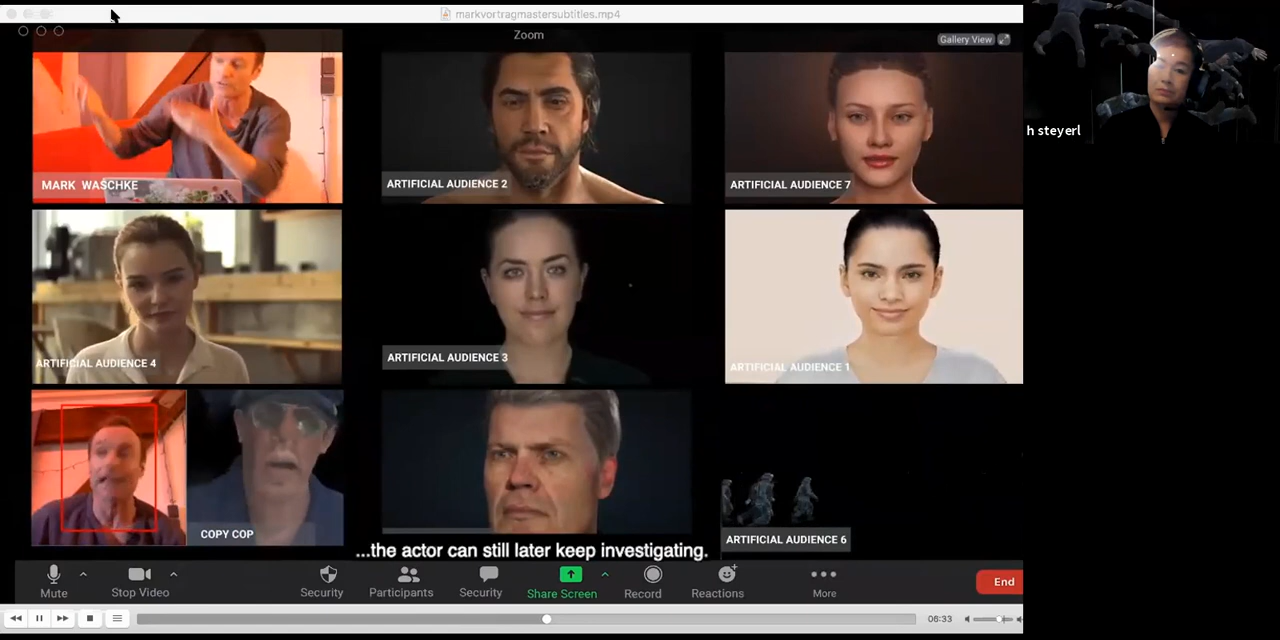 markvortragmastersubtitles.mp4
Zoom
Gallery View
MARK WASCHKE
ARTIFICIAL AUDIENCE 2
ARTIFICIAL AUDIENCE 7
h steyerl
ARTIFICIAL AUDIENCE 4
ARTIFICIAL AUDIENCE 3
ARTIFICIAL AUDIENCE 1
COPY COP
ARTIFICIAL AUDIENCE 6
...the actor can still later keep investigating.
Mute
Stop Video
Security
Participants
Security
Share Screen
Record
Reactions
More
End
06:33